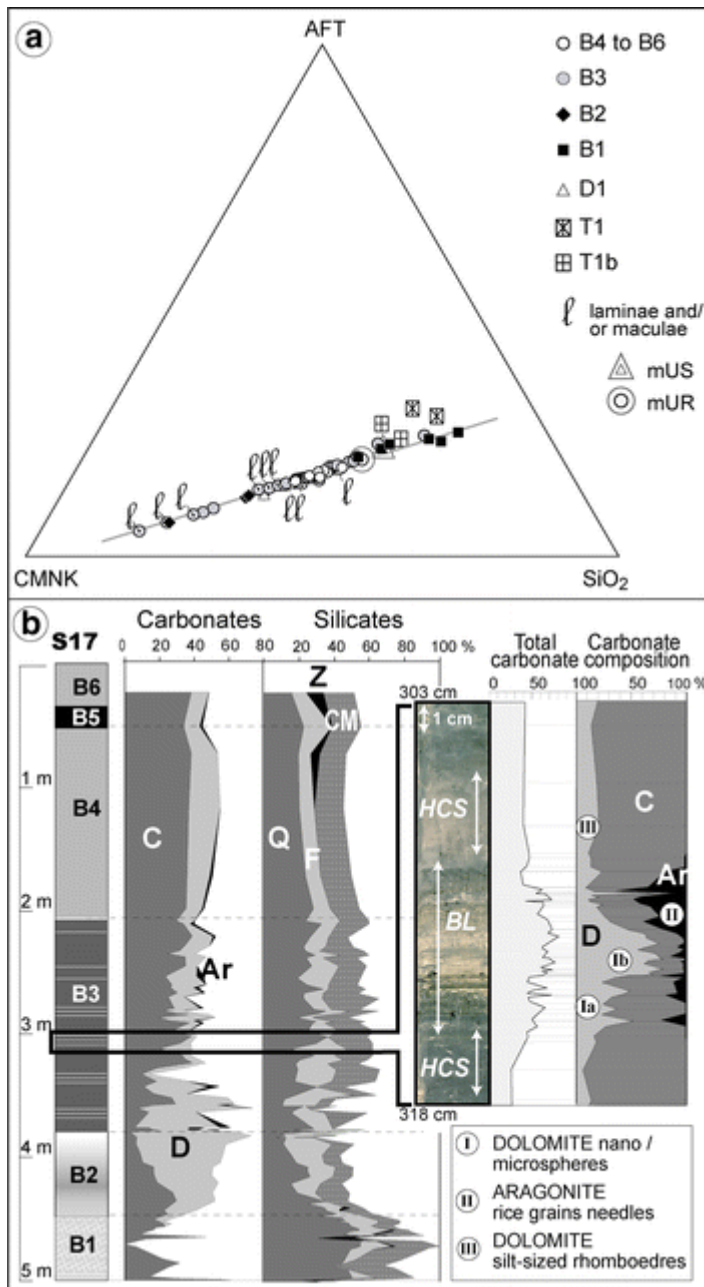 a
AFT
B4 to B6
B3
B2
B1
D1
T1
T1b
ℓ laminae and/
or maculae
mUS
mUR
ℓ ℓ ℓ ℓℓℓ ℓℓ ℓ
CMNK
SiO₂
b
Carbonates Silicates
S17
0 20 40 60 80 20 40 60 80 100 %
Total
carbonate
Carbonate
composition
0 50 100 50 100 %
303 cm
1 cm
B6
B5
B4
B3
B2
B1
1 m
2 m
3 m
4 m
5 m
Z
CM
C
Q
F
Ar
D
HCS
BL
HCS
318 cm
C
III
Ar
II
D
Ib
Ia
I DOLOMITE nano /
microspheres
II ARAGONITE
rice grains needles
III DOLOMITE
silt-sized rhomboedres